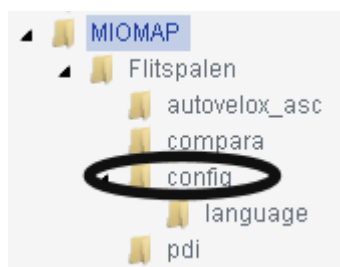 MIOMAP
Flitspalen
autovelox_asc
compara
config
language
pdi